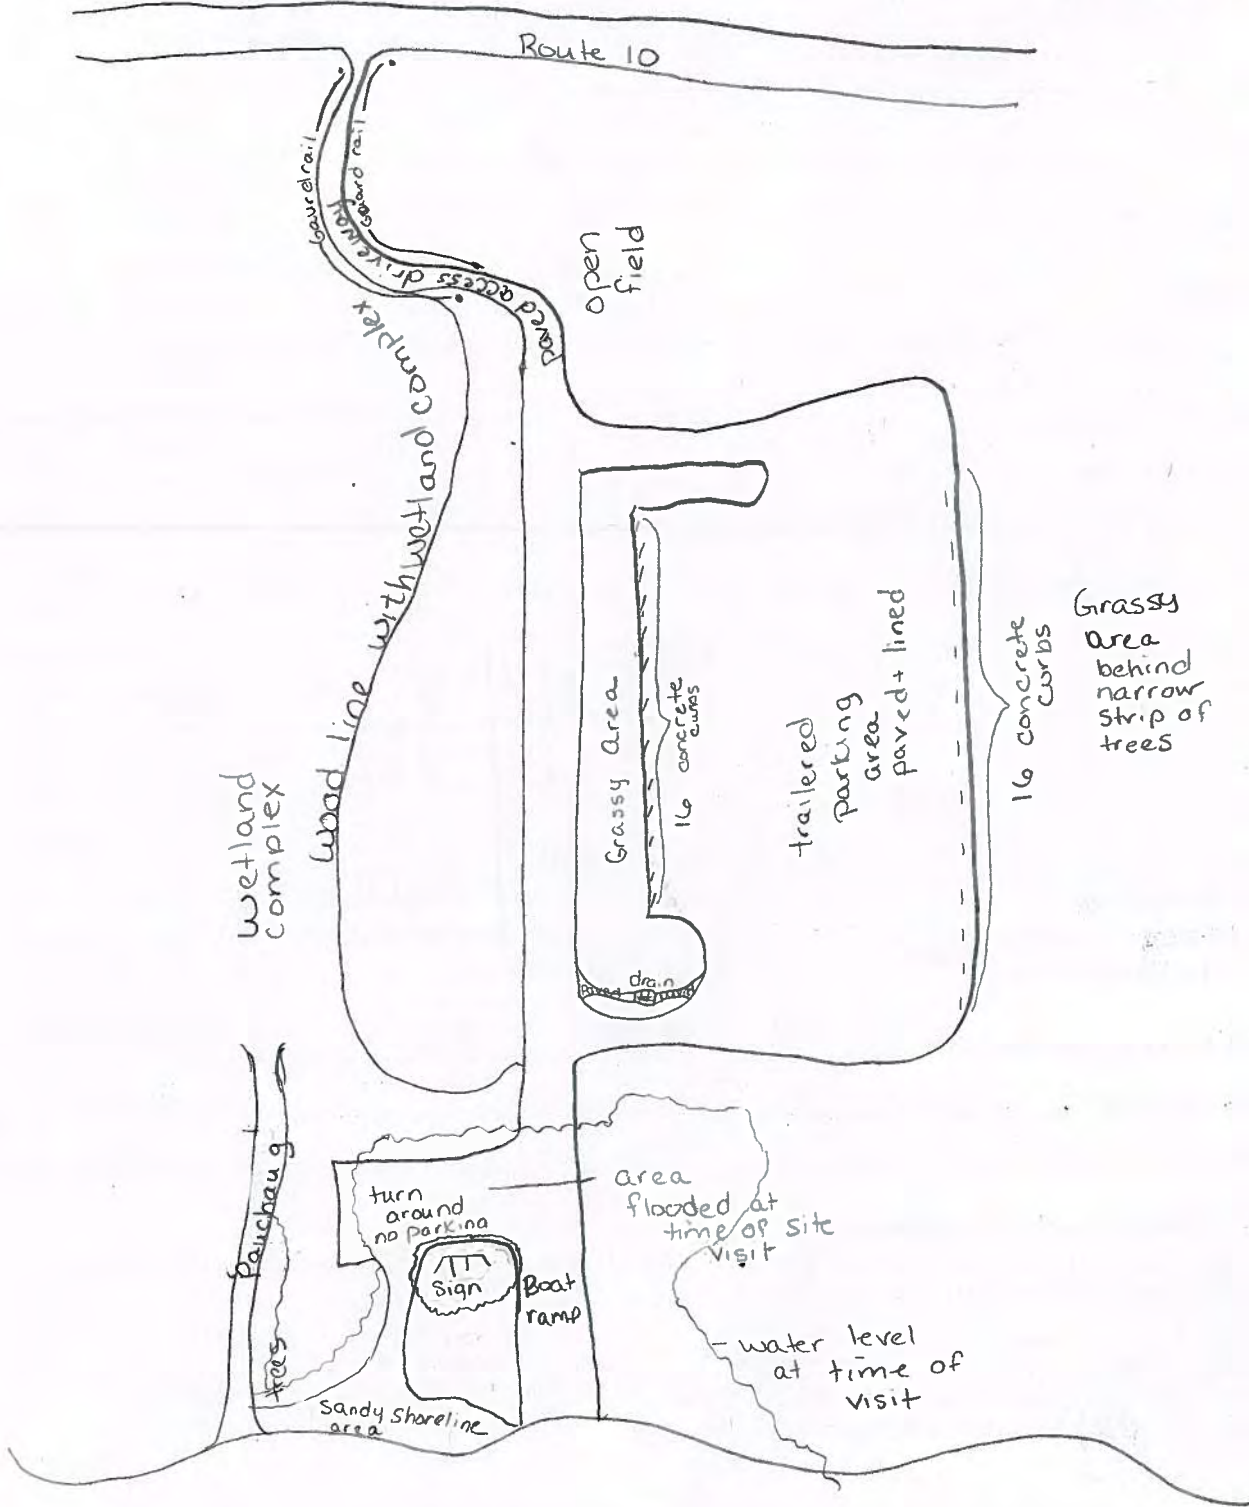 Route 10
Gaurdrail
Guard rail
paved access driveway
open
field
Wood line with wetland complex
Grassy area
16 concrete
curbs
trailered
parking
area
paved + lined
16 concrete
curbs
Grassy
area
behind
narrow
strip of
trees
Wetland
complex
drain
Paved
Pauchaug
turn
around
no parking
area
flooded at
time of site
visit
Sign
Boat
ramp
trees
water level
at time of
visit
Sandy Shoreline
area